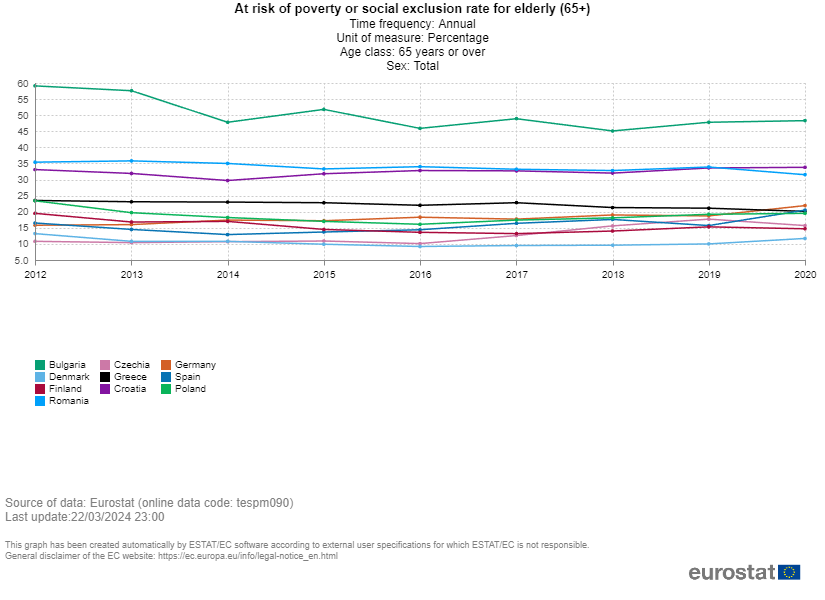 At risk of poverty or social exclusion rate for elderly (65+)
Time frequency: Annual
Unit of measure: Percentage
Age class: 65 years or over
Sex: Total
60
55
50
45
40
35
30
25
20
15
10
5.0
2012 2013 2014 2015 2016 2017 2018 2019 2020
Bulgaria Czechia Germany
Denmark Greece Spain
Finland Croatia Poland
Romania
Source of data: Eurostat (online data code: tespm090)
Last update:22/03/2024 23:00
This graph has been created automatically by ESTAT/EC software according to external user specifications for which ESTAT/EC is not responsible.
General disclaimer of the EC website: https://ec.europa.eu/info/legal-notice_en.html
eurostat